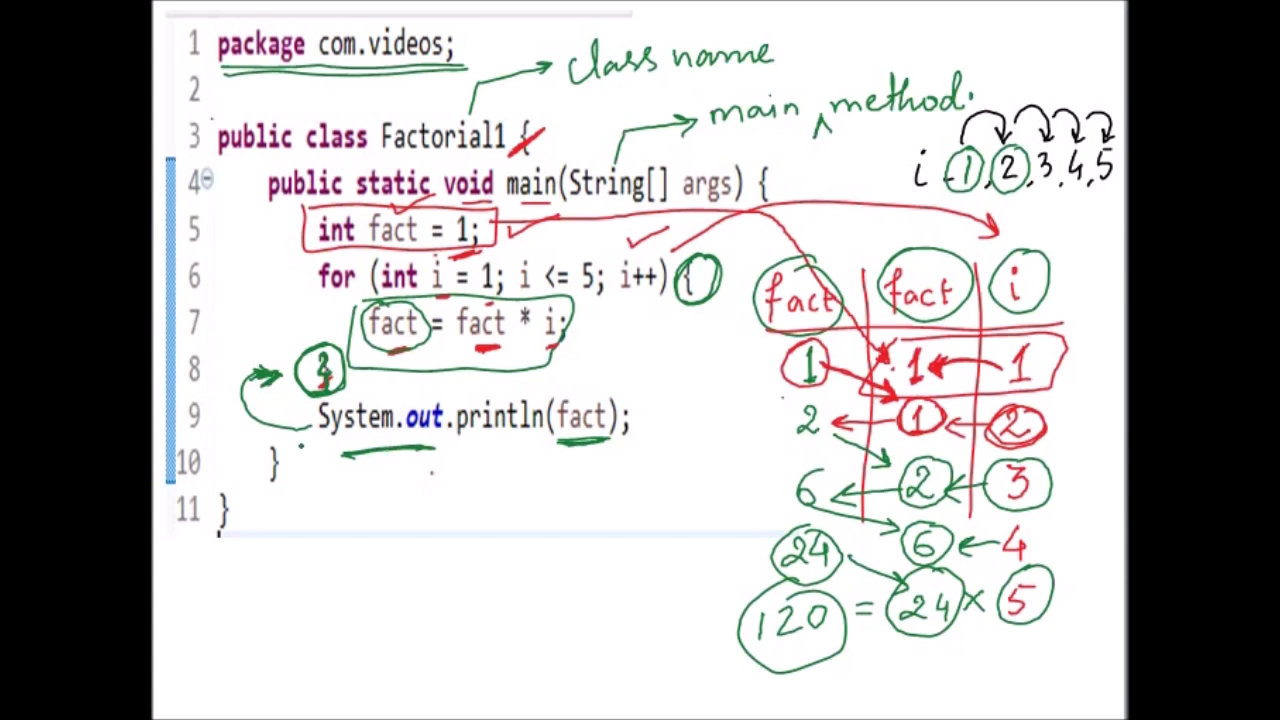 1 package com.videos;
class name
2
main ^ method.
3 public class Factorial1 {
i - 1, 2, 3, 4, 5
4 public static void main(String[] args) {
5 int fact = 1;
6 for (int i = 1; i <= 5; i++) {
fact fact i
7 fact = fact * i;
8 }
1 1 1
9 System.out.println(fact);
2 1 2
10 }
6 2 3
11 }
24 6 4
120 = 24 × 5